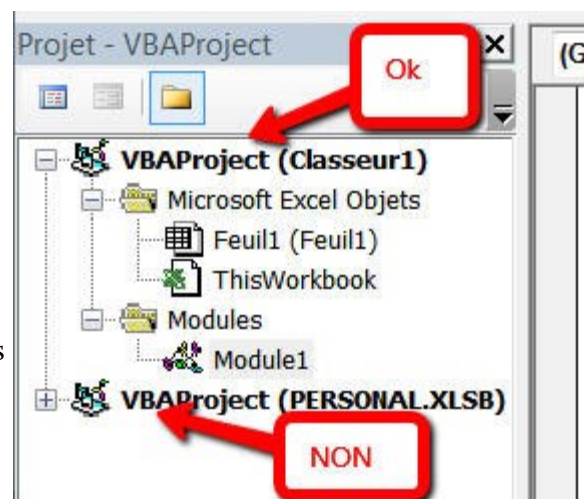 Projet - VBAProject
Ok
(G
VBAProject (Classeur1)
Microsoft Excel Objets
Feuil1 (Feuil1)
ThisWorkbook
Modules
s
Module1
VBAProject (PERSONAL.XLSB)
NON